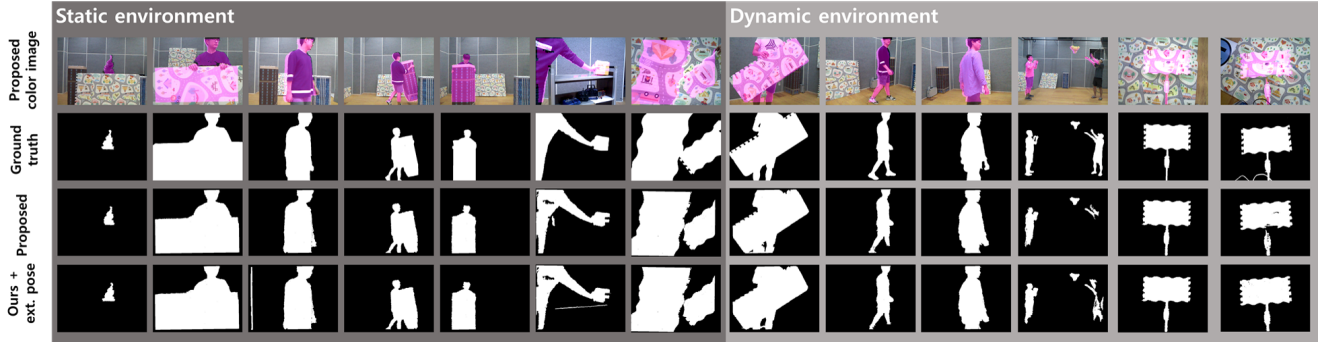 Static environment
Dynamic environment
Proposed
color image
Ground
truth
Proposed
Ours +
ext. pose